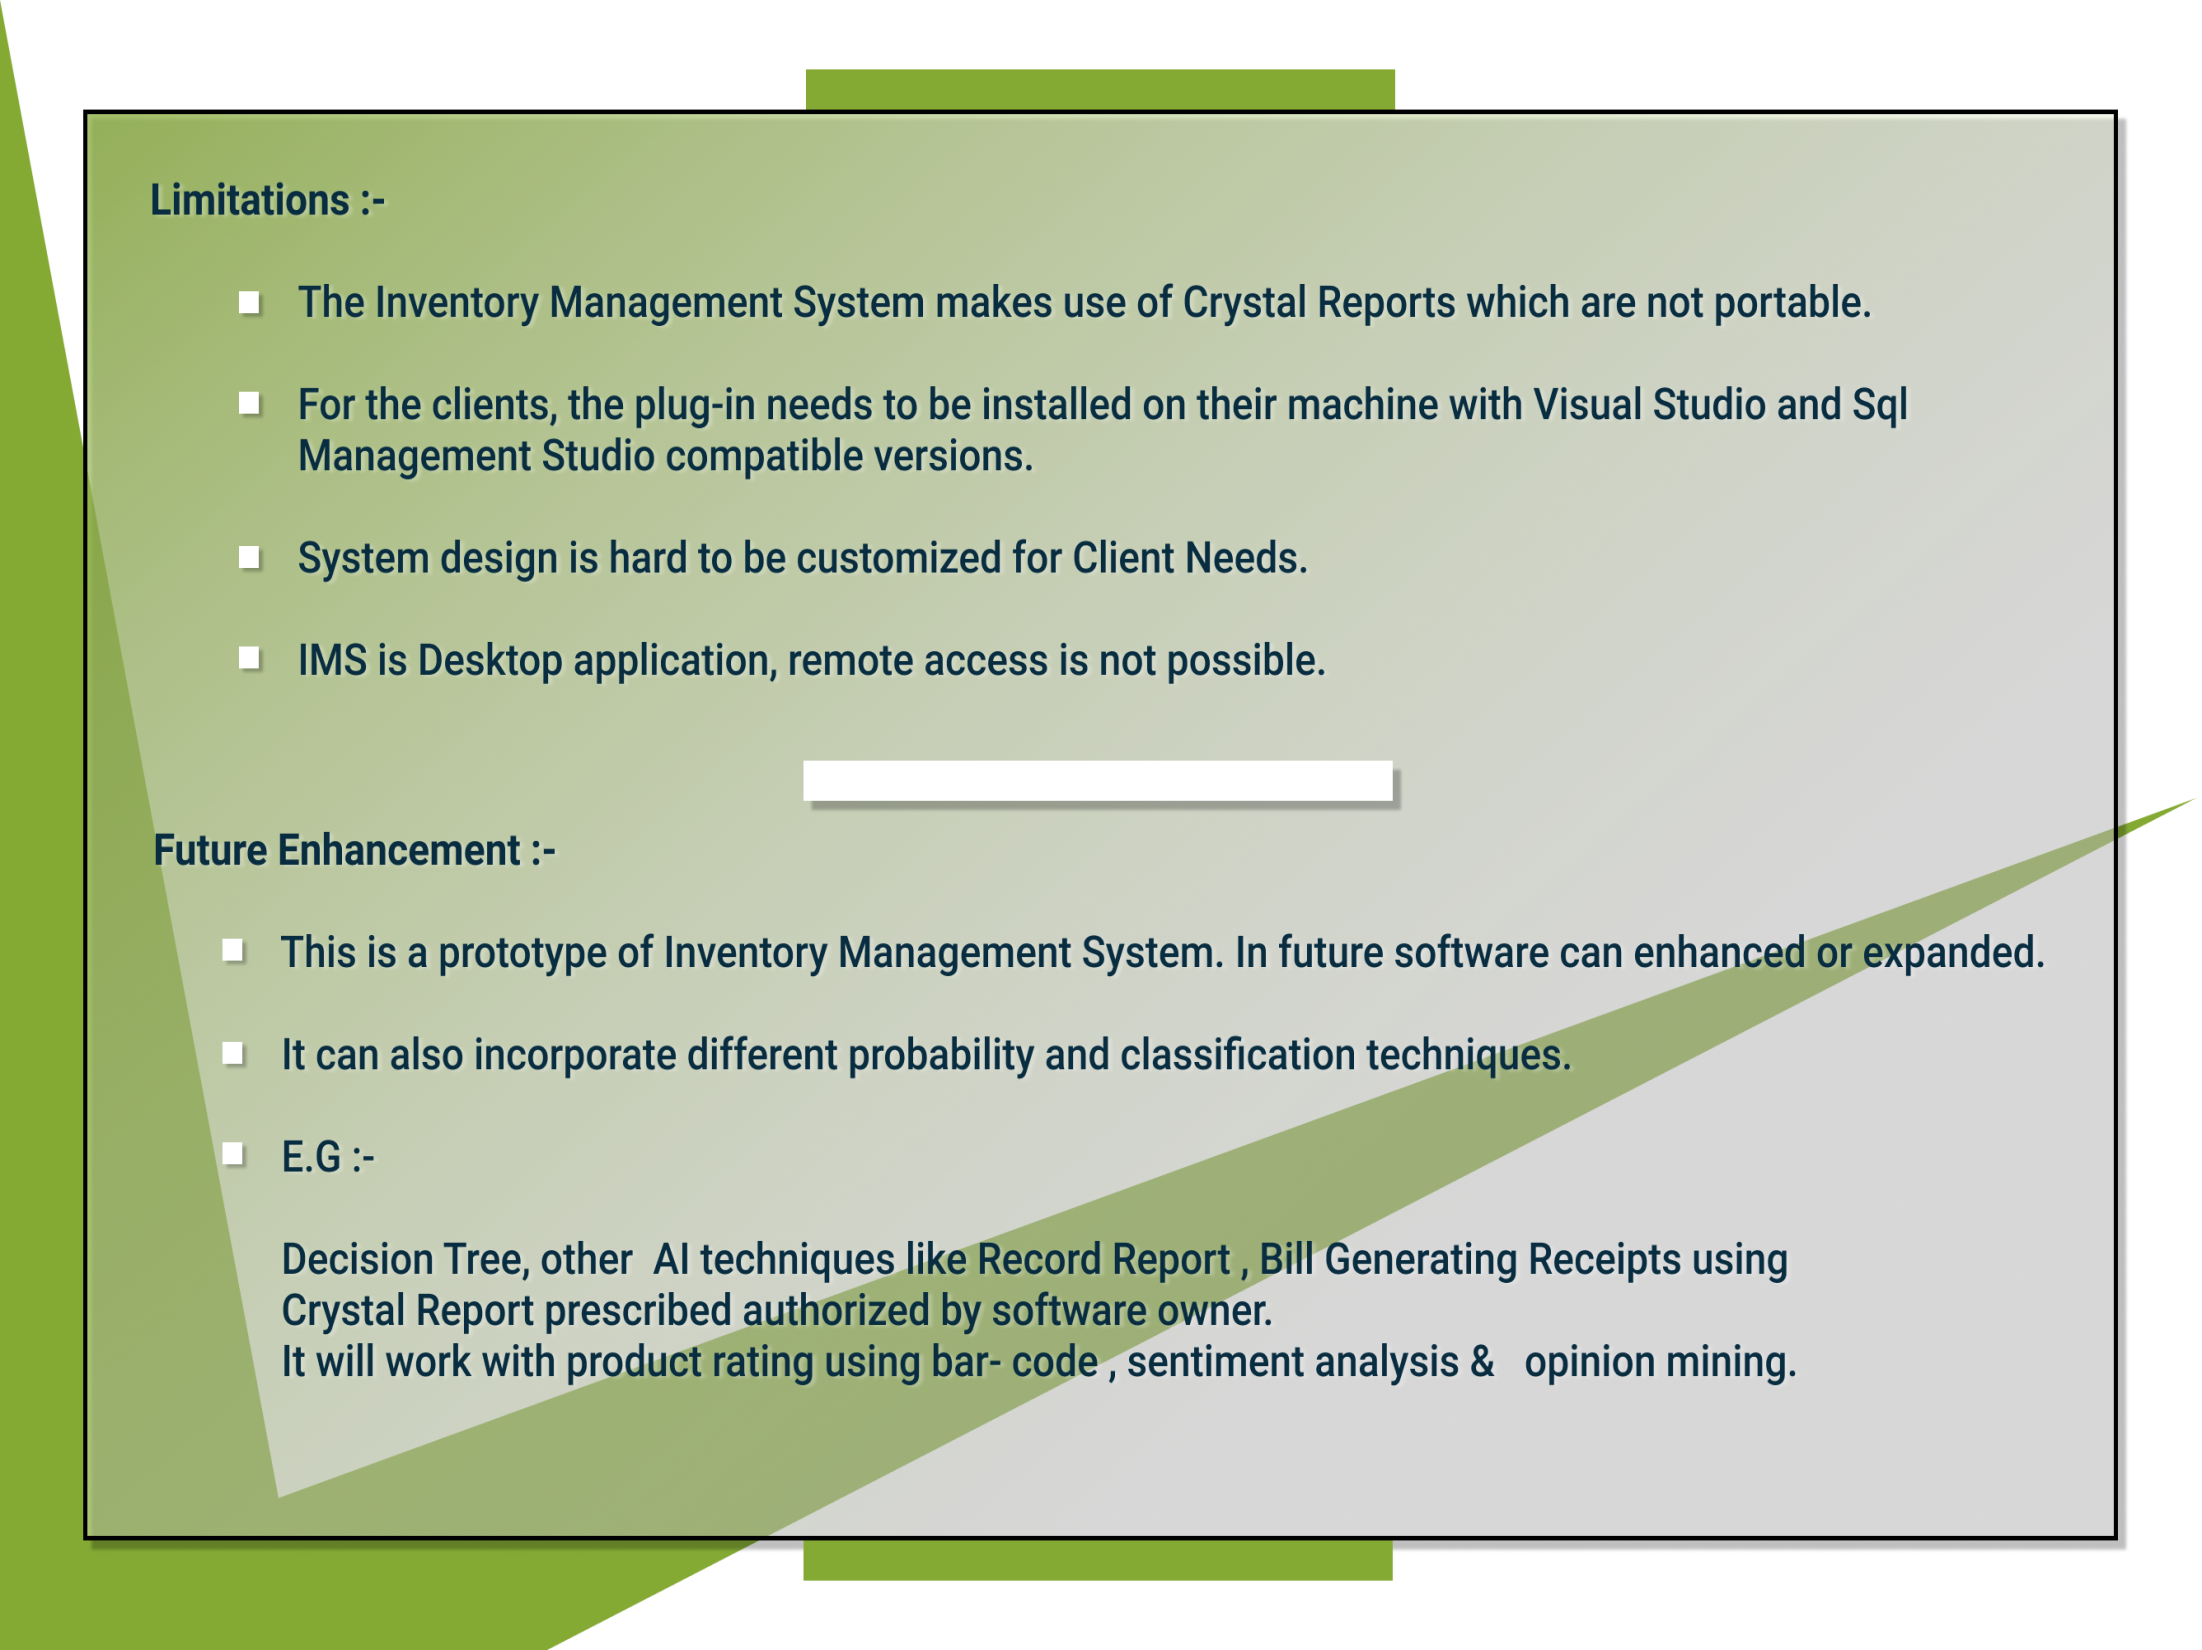 Limitations :-
The Inventory Management System makes use of Crystal Reports which are not portable.
For the clients, the plug-in needs to be installed on their machine with Visual Studio and Sql
Management Studio compatible versions.
System design is hard to be customized for Client Needs.
IMS is Desktop application, remote access is not possible.
Future Enhancement :-
This is a prototype of Inventory Management System. In future software can enhanced or expanded.
It can also incorporate different probability and classification techniques.
E.G :-
Decision Tree, other  AI techniques like Record Report , Bill Generating Receipts using
Crystal Report prescribed authorized by software owner.
It will work with product rating using bar- code , sentiment analysis &   opinion mining.